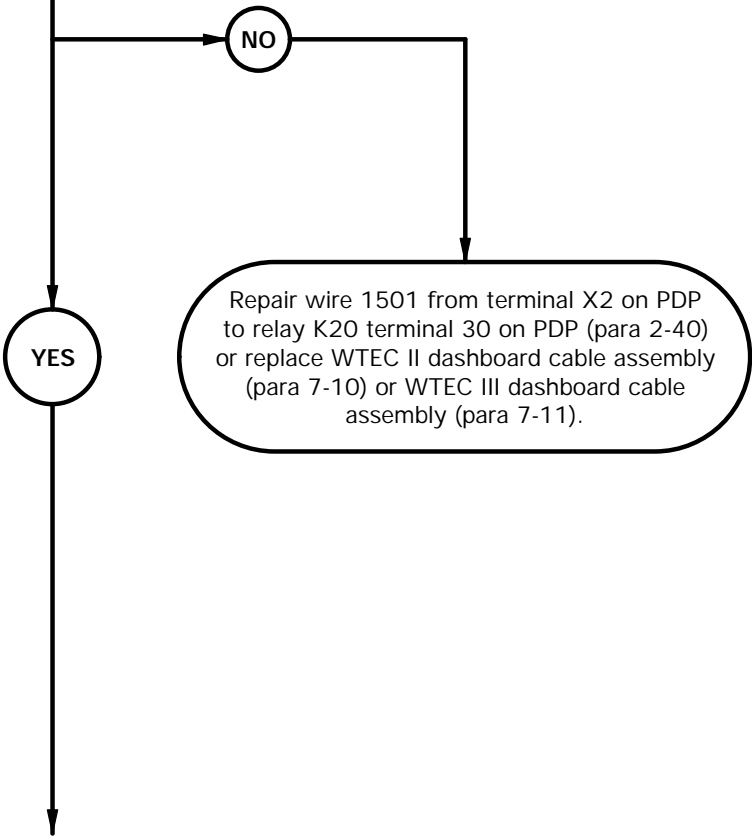 NO
Repair wire 1501 from terminal X2 on PDP
to relay K20 terminal 30 on PDP (para 2-40)
or replace WTEC II dashboard cable assembly
(para 7-10) or WTEC III dashboard cable
assembly (para 7-11).
YES